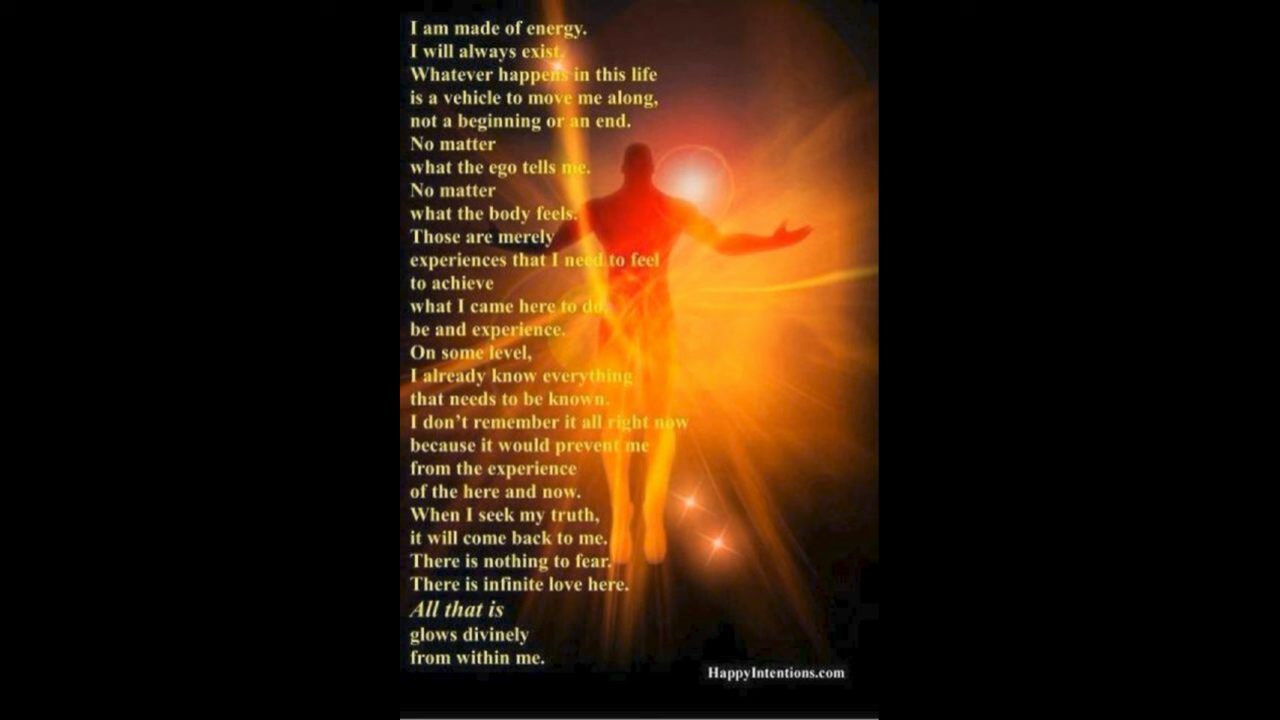 I am made of energy.
I will always exist.
Whatever happens in this life
is a vehicle to move me along,
not a beginning or an end.
No matter
what the ego tells me.
No matter
what the body feels.
Those are merely
experiences that I need to feel
to achieve
what I came here to do,
be and experience.
On some level,
I already know everything
that needs to be known.
I don’t remember it all right now
because it would prevent me
from the experience
of the here and now.
When I seek my truth,
it will come back to me.
There is nothing to fear.
There is infinite love here.
All that is
glows divinely
from within me.
HappyIntentions.com